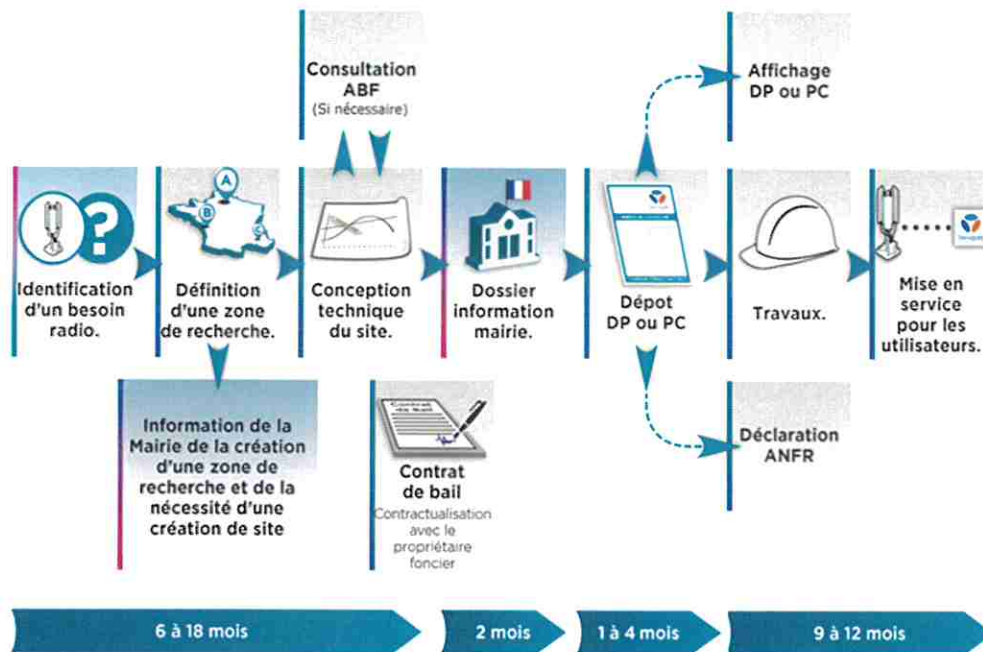 Consultation
ABF
(Si nécessaire)
Affichage
DP ou PC
A
B
C
?
Identification
d'un besoin
radio.
Définition
d'une zone
de recherche.
Conception
technique
du site.
Dossier
information
mairie.
Dépot
DP ou PC
Travaux.
Mise en
service
pour les
utilisateurs.
Information de la
Mairie de la création
d'une zone de
recherche et de la
nécessité d'une
création de site
Contrat
de Bail
Contrat
de bail
Contractualisation
avec le
propriétaire
foncier
Déclaration
ANFR
6 à 18 mois
2 mois
1 à 4 mois
9 à 12 mois